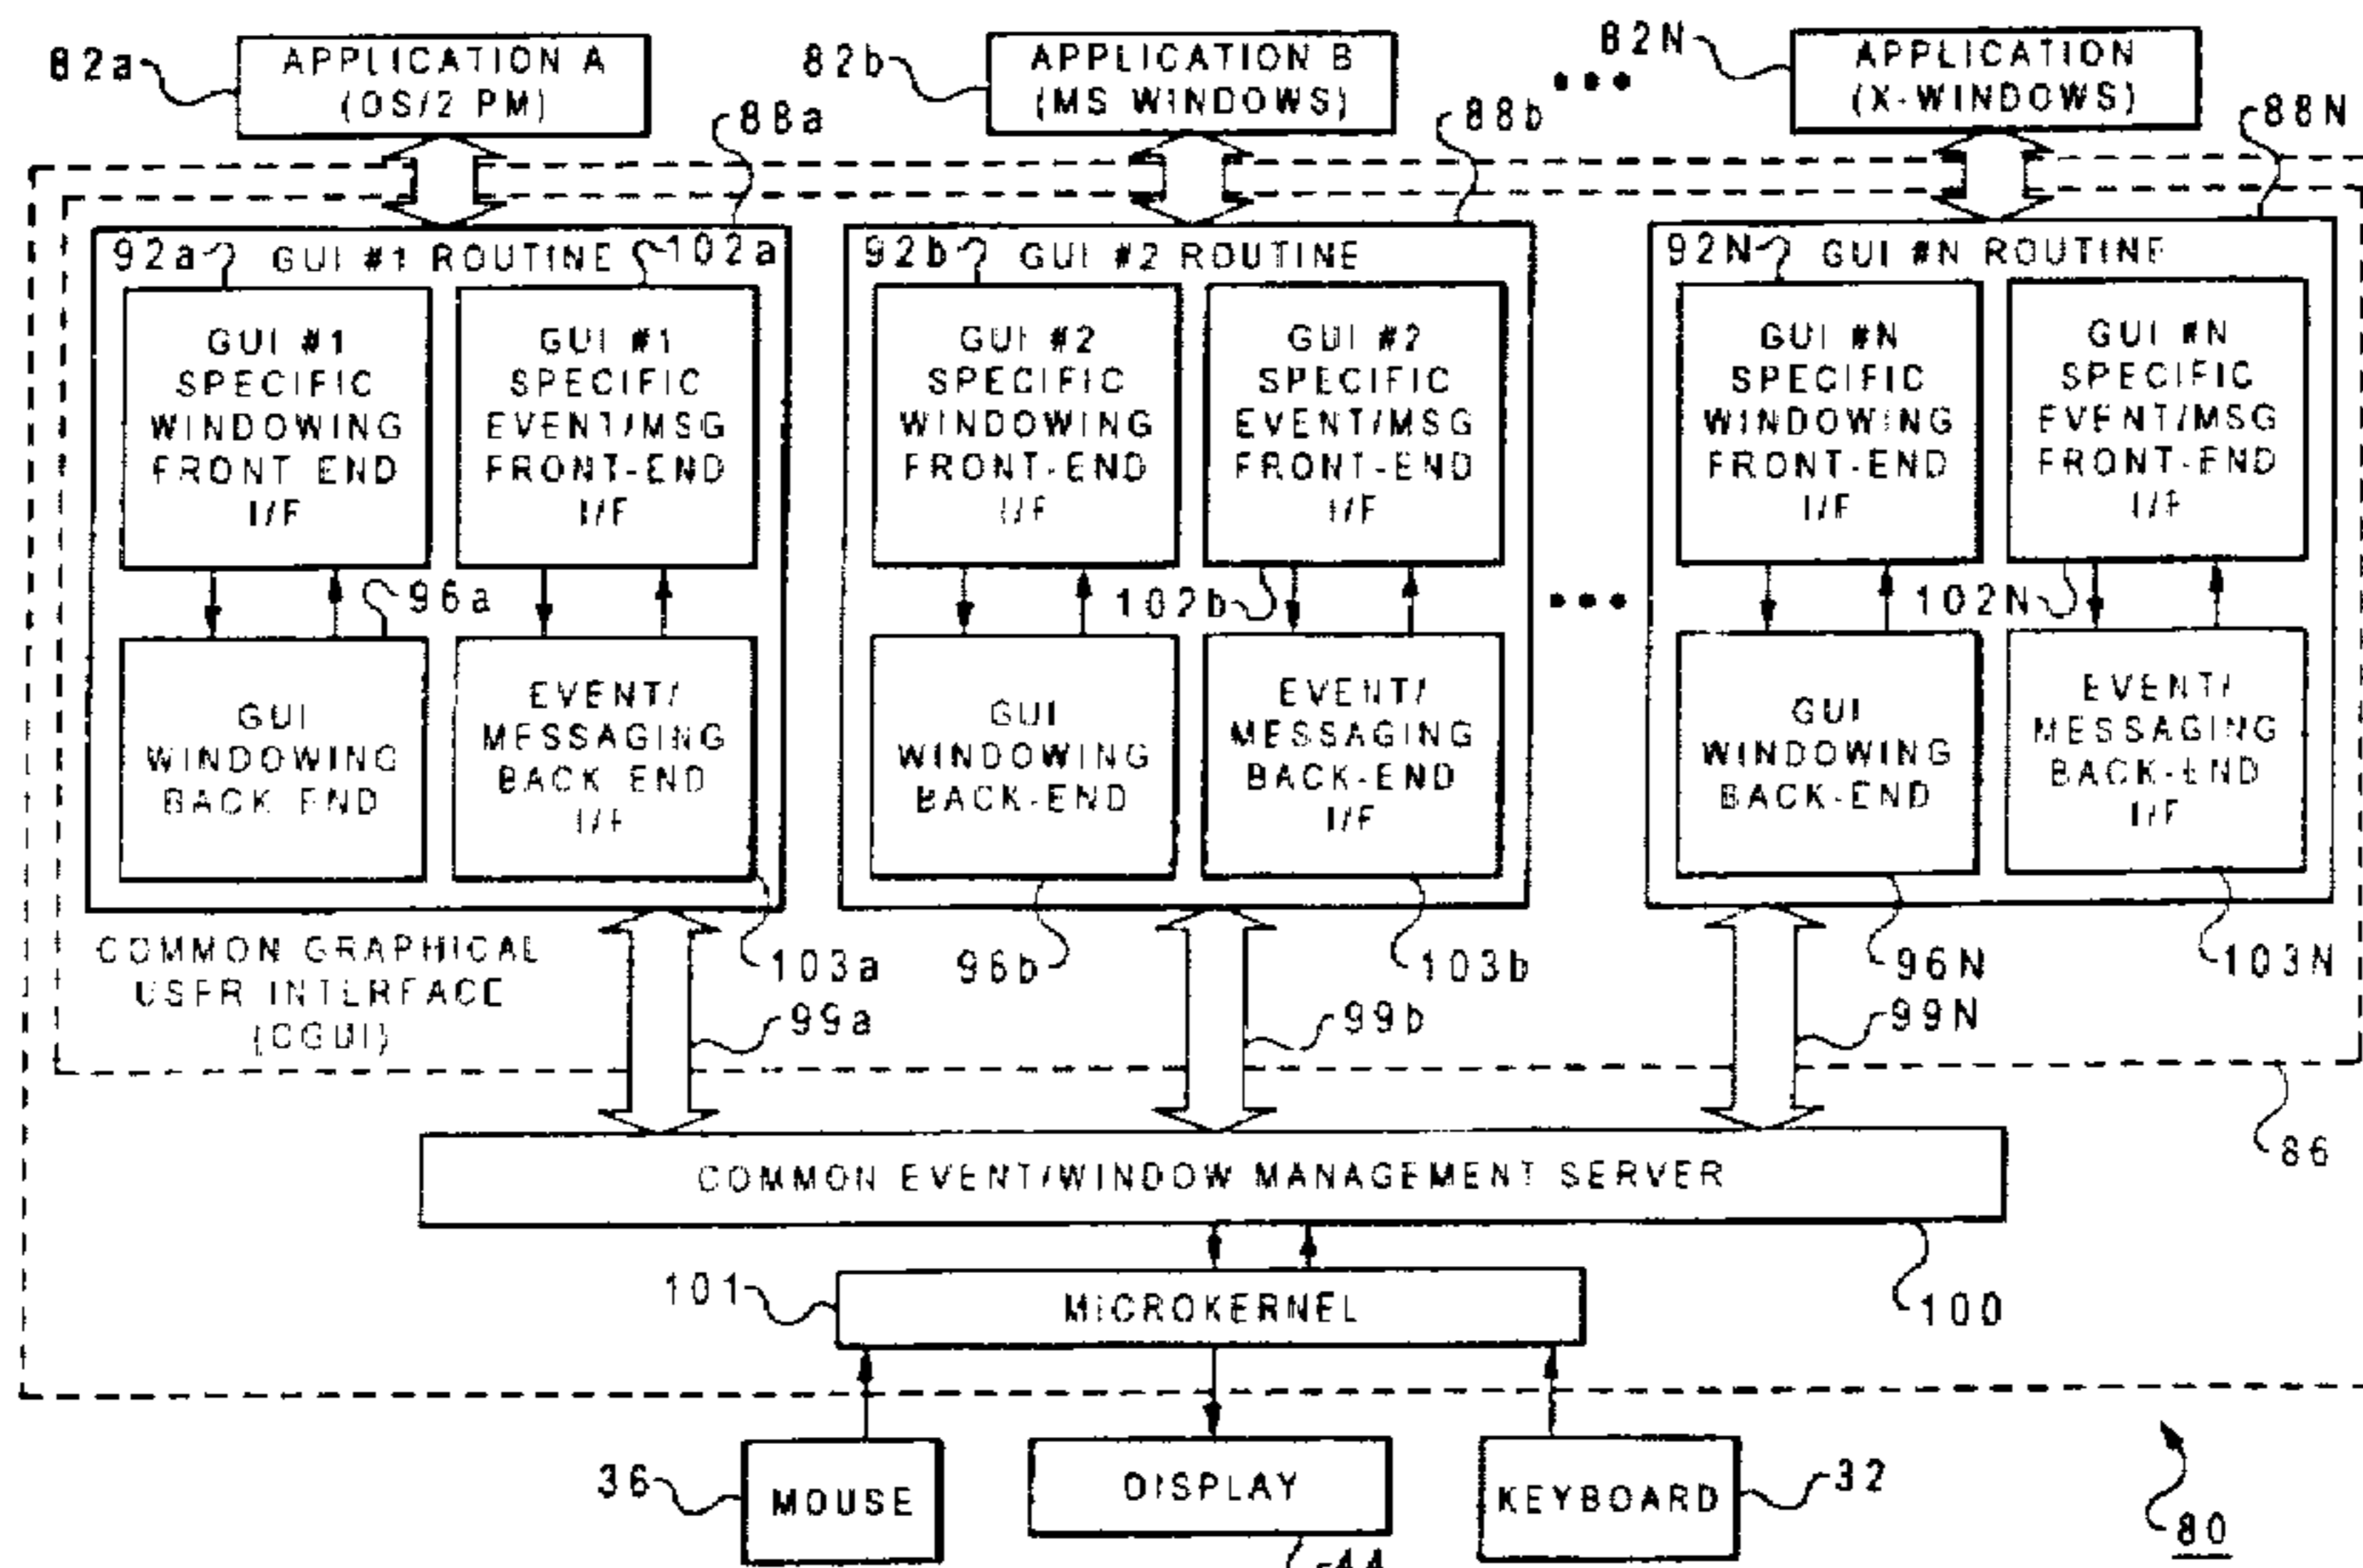 82a
APPLICATION A
(OS/2 PM)
82b
APPLICATION B
(MS WINDOWS)
•••
82N
APPLICATION
(X-WINDOWS)
88a
88b
88N
92a
GUI #1 ROUTINE
102a
GUI #1
SPECIFIC
WINDOWING
FRONT END
I/F
GUI #1
SPECIFIC
EVENT/MSG
FRONT-END
I/F
96a
GUI
WINDOWING
BACK END
EVENT/
MESSAGING
BACK END
I/F
92b
GUI #2 ROUTINE
GUI #2
SPECIFIC
WINDOWING
FRONT-END
I/F
GUI #2
SPECIFIC
EVENT/MSG
FRONT-END
I/F
102b
GUI
WINDOWING
BACK-END
EVENT/
MESSAGING
BACK-END
I/F
•••
92N
GUI #N ROUTINE
GUI #N
SPECIFIC
WINDOWING
FRONT-END
I/F
GUI #N
SPECIFIC
EVENT/MSG
FRONT-END
I/F
102N
GUI
WINDOWING
BACK-END
EVENT/
MESSAGING
BACK-END
I/F
COMMON GRAPHICAL
USER INTERFACE
(CGUI)
103a
99a
96b
103b
99b
96N
103N
99N
86
COMMON EVENT/WINDOW MANAGEMENT SERVER
100
101
MICROKERNEL
36
MOUSE
DISPLAY
44
KEYBOARD
32
80